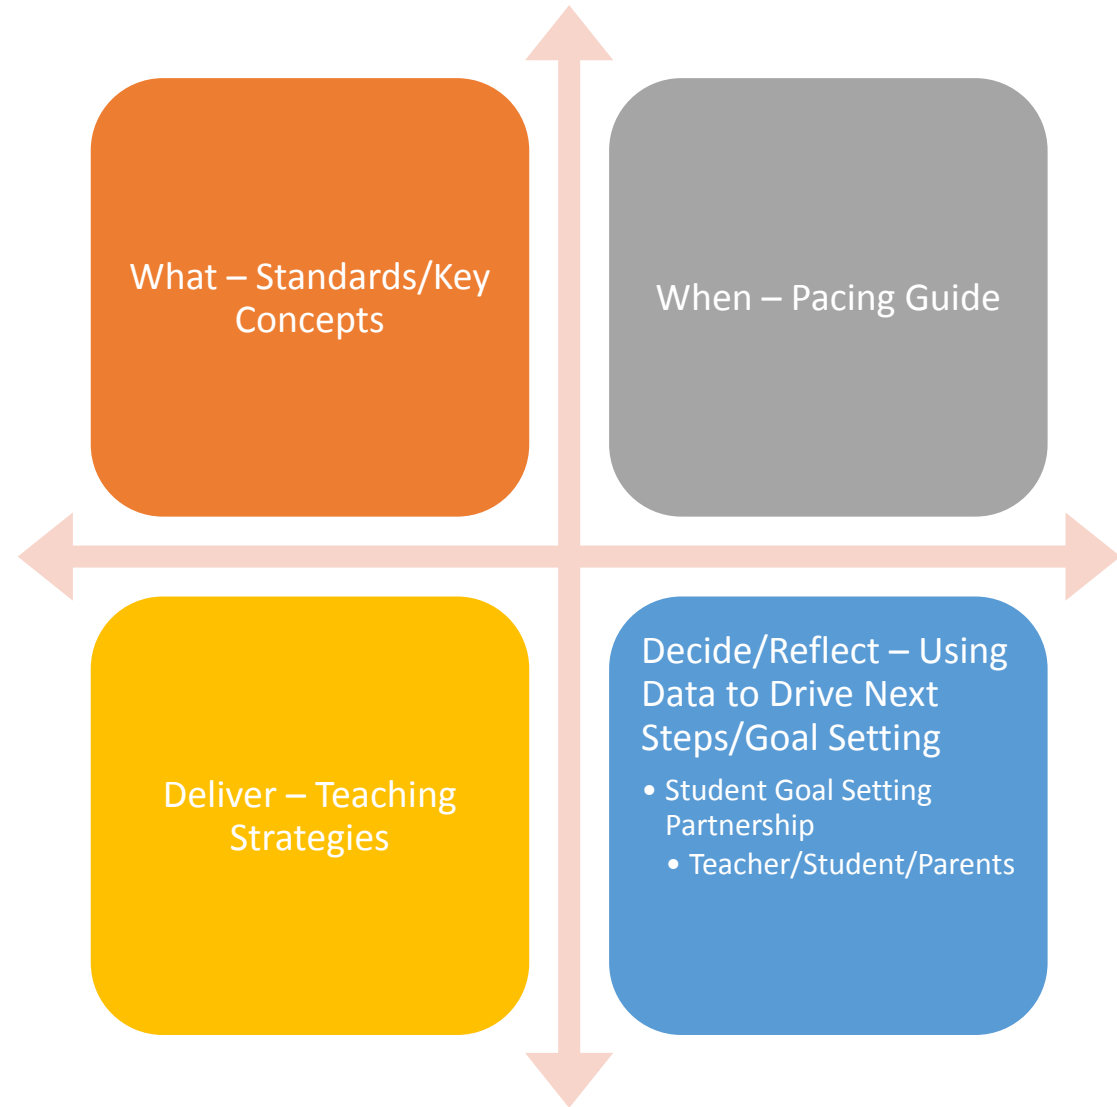 What – Standards/Key
Concepts
When – Pacing Guide
Deliver – Teaching
Strategies
Decide/Reflect – Using
Data to Drive Next
Steps/Goal Setting
• Student Goal Setting
Partnership
• Teacher/Student/Parents